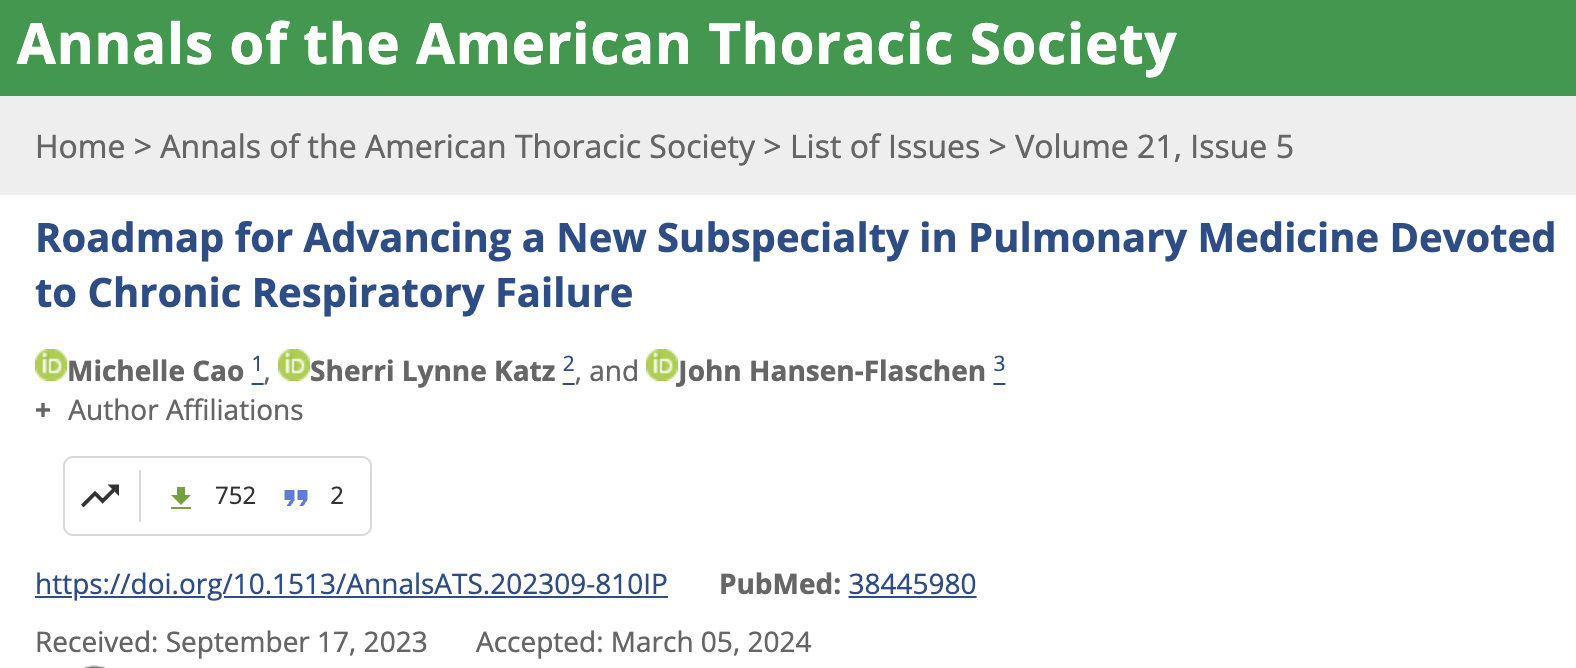 Annals of the American Thoracic Society
Home > Annals of the American Thoracic Society > List of Issues > Volume 21, Issue 5
Roadmap for Advancing a New Subspecialty in Pulmonary Medicine Devoted
to Chronic Respiratory Failure
iD Michelle Cao 1, iD Sherri Lynne Katz 2, and iD John Hansen-Flaschen 3
+ Author Affiliations
752 2
https://doi.org/10.1513/AnnalsATS.202309-810IP PubMed: 38445980
Received: September 17, 2023 Accepted: March 05, 2024